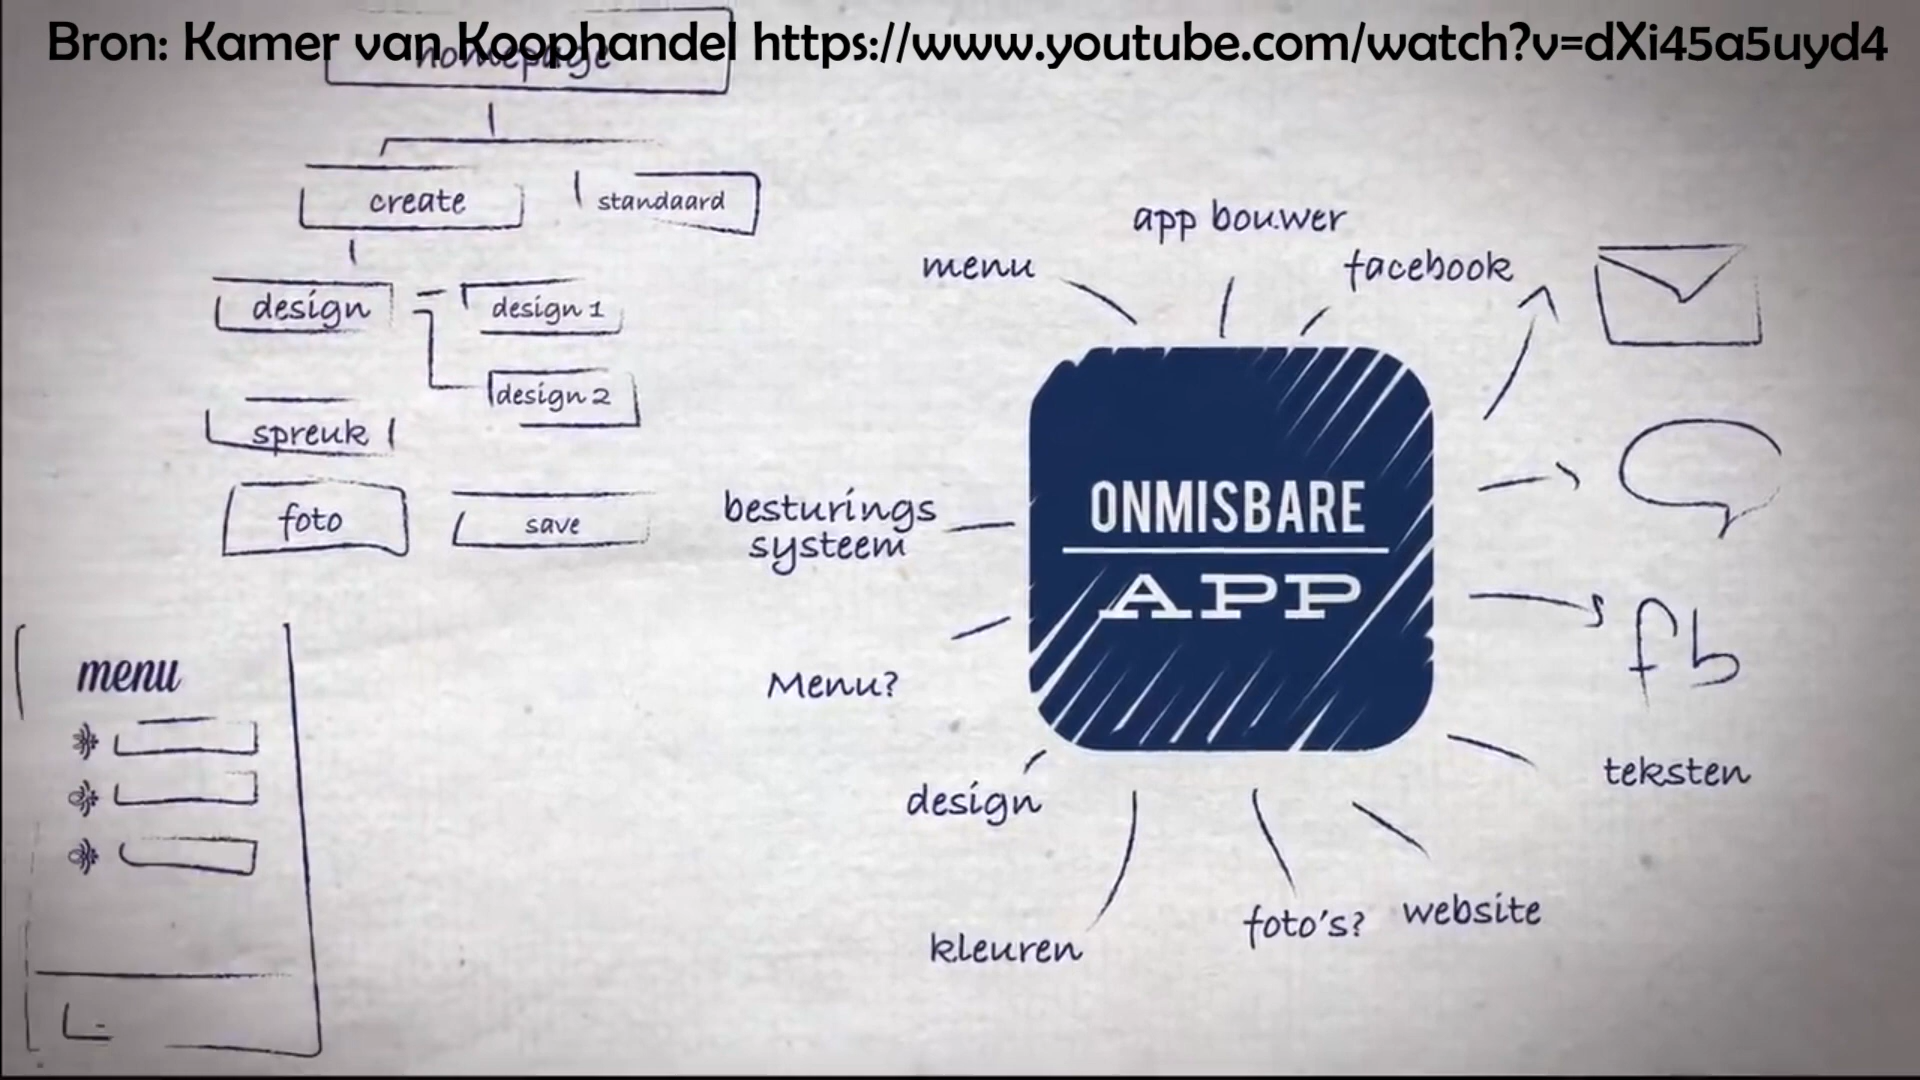 Bron: Kamer van Koophandel https://www.youtube.com/watch?v=dXi45a5uyd4
homepage
create
standaard
design
design 1
design 2
spreuk
foto
save
menu
app bouwer
menu
facebook
besturings
systeem
ONMISBARE
APP
fb
Menu?
teksten
design
kleuren
foto's?
website